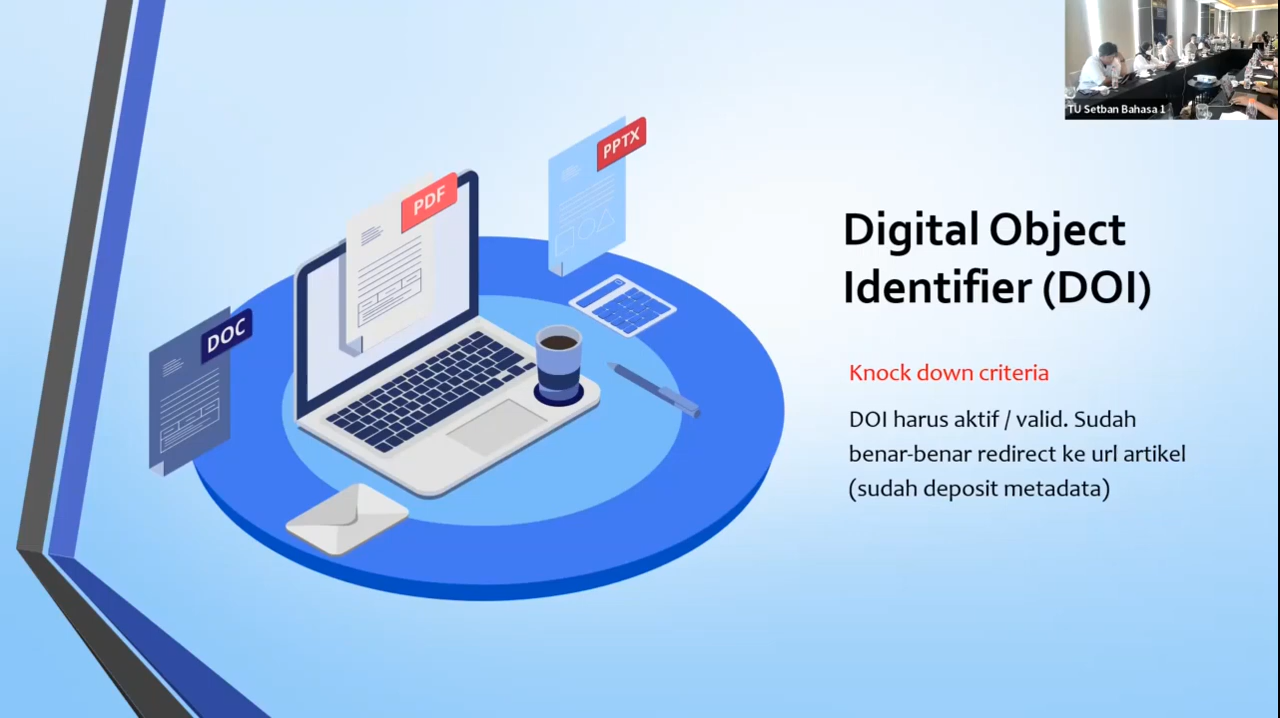 TU Setban Bahasa 1
PPTX
PDF
DOC
Digital Object
Identifier (DOI)
Knock down criteria
DOI harus aktif / valid. Sudah
benar-benar redirect ke url artikel
(sudah deposit metadata)